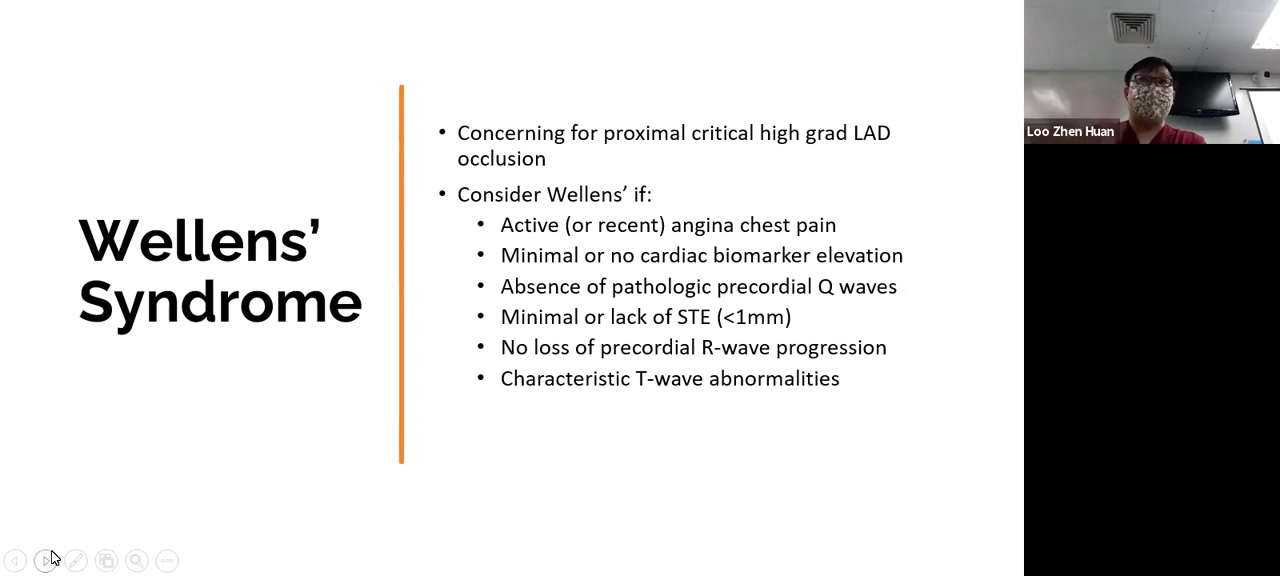 Wellens’
Syndrome
• Concerning for proximal critical high grad LAD
occlusion
• Consider Wellens’ if:
• Active (or recent) angina chest pain
• Minimal or no cardiac biomarker elevation
• Absence of pathologic precordial Q waves
• Minimal or lack of STE (<1mm)
• No loss of precordial R-wave progression
• Characteristic T-wave abnormalities
Loo Zhen Huan